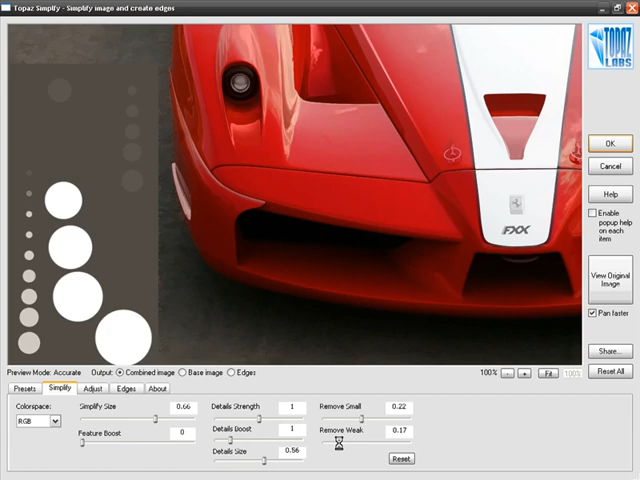 Topaz Simplify - Simplify image and create edges
TOPAZ
LABS
FXX
OK
Cancel
Help
Enable
popup help
on each
item
View Original
Image
Pan faster
Share...
Reset All
Preview Mode: Accurate Output: Combined image Base image Edges 100% - + Fit 100%
Presets Simplify Adjust Edges About
Colorspace: Simplify Size 0.66 Details Strength 1 Remove Small 0.22
RGB Feature Boost 0 Details Boost 1 Remove Weak 0.17
Details Size 0.56 Reset